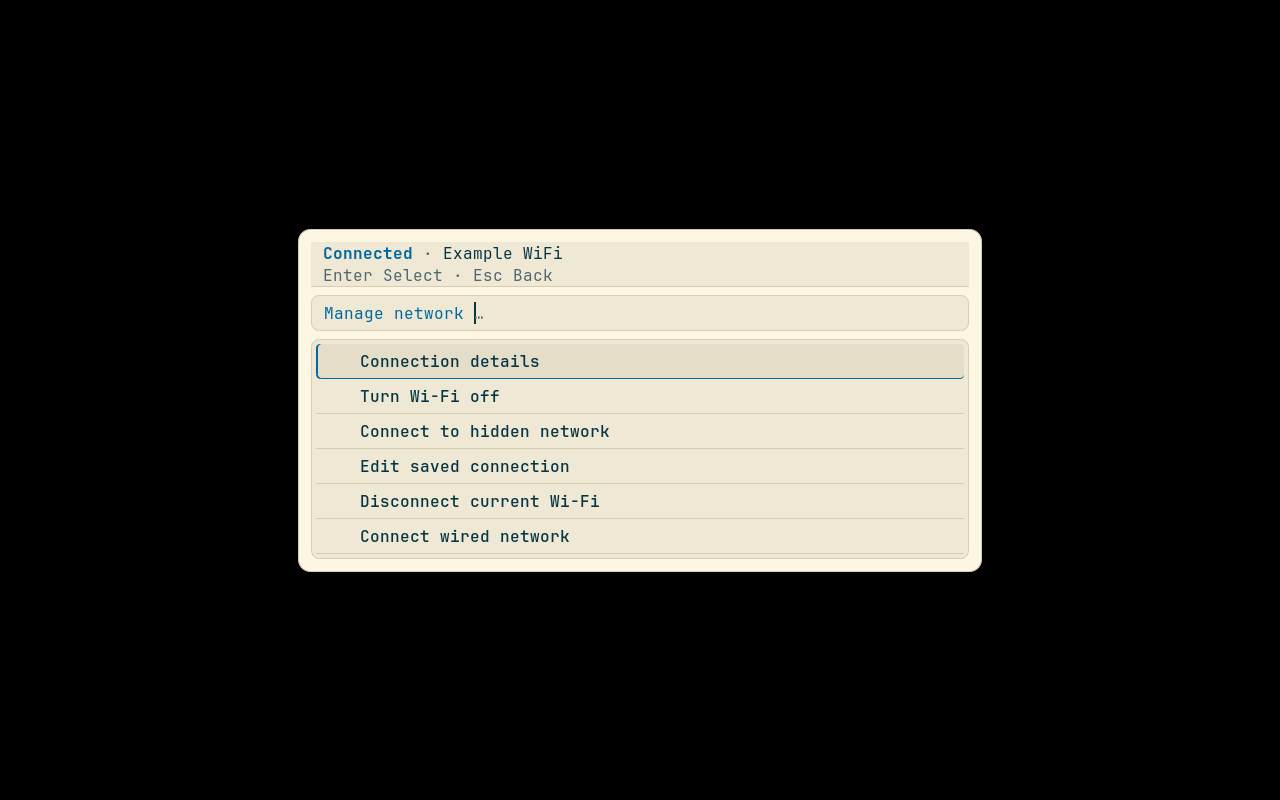 Connected · Example WiFi
Enter Select · Esc Back
Manage network …
Connection details
Turn Wi-Fi off
Connect to hidden network
Edit saved connection
Disconnect current Wi-Fi
Connect wired network